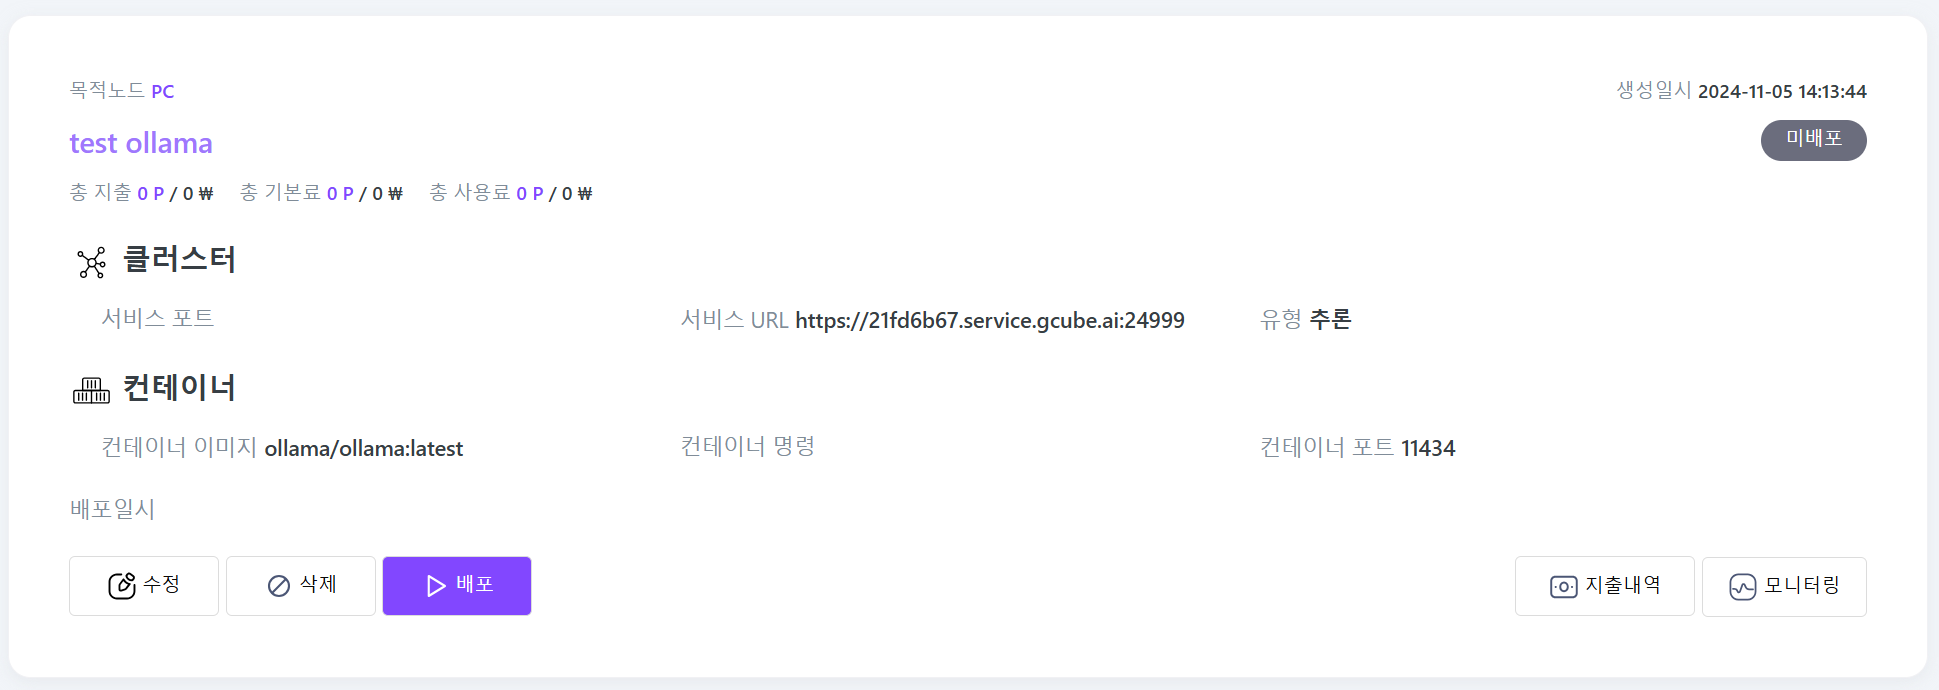 목적노드 PC
생성일시 2024-11-05 14:13:44
test ollama
미배포
총 지출 0 P / 0 ₩ 총 기본료 0 P / 0 ₩ 총 사용료 0 P / 0 ₩
클러스터
서비스 포트
서비스 URL https://21fd6b67.service.gcube.ai:24999
유형 추론
컨테이너
컨테이너 이미지 ollama/ollama:latest
컨테이너 명령
컨테이너 포트 11434
배포일시
수정
삭제
배포
지출내역
모니터링